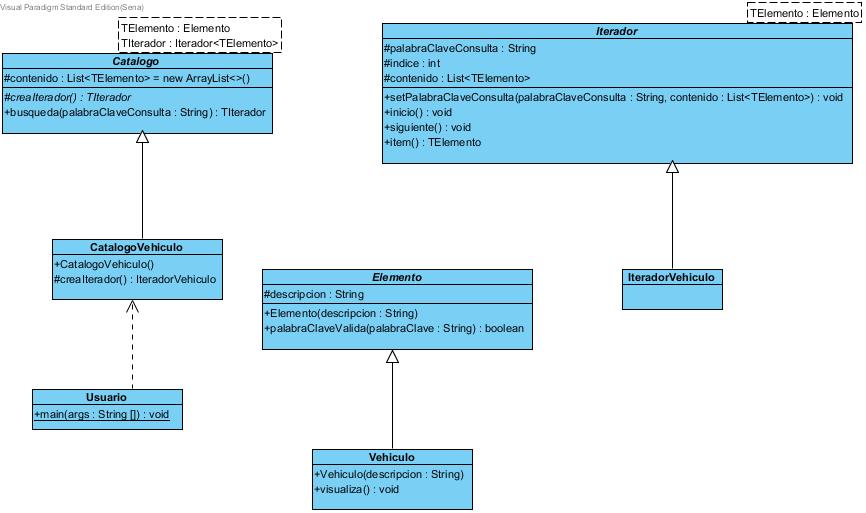 Visual Paradigm Standard Edition(Sena)
TElemento : Elemento
TIterador : Iterador<TElemento>
Catalogo
#contenido : List<TElemento> = new ArrayList<>()
#creaIterador() : TIterador
+busqueda(palabraClaveConsulta : String) : TIterador
TElemento : Elemento
Iterador
#palabraClaveConsulta : String
#indice : int
#contenido : List<TElemento>
+setPalabraClaveConsulta(palabraClaveConsulta : String, contenido : List<TElemento>) : void
+inicio() : void
+siguiente() : void
+item() : TElemento
CatalogoVehiculo
+CatalogoVehiculo()
#creaIterador() : IteradorVehiculo
Elemento
#descripcion : String
+Elemento(descripcion : String)
+palabraClaveValida(palabraClave : String) : boolean
IteradorVehiculo
Usuario
+main(args : String []) : void
Vehiculo
+Vehiculo(descripcion : String)
+visualiza() : void